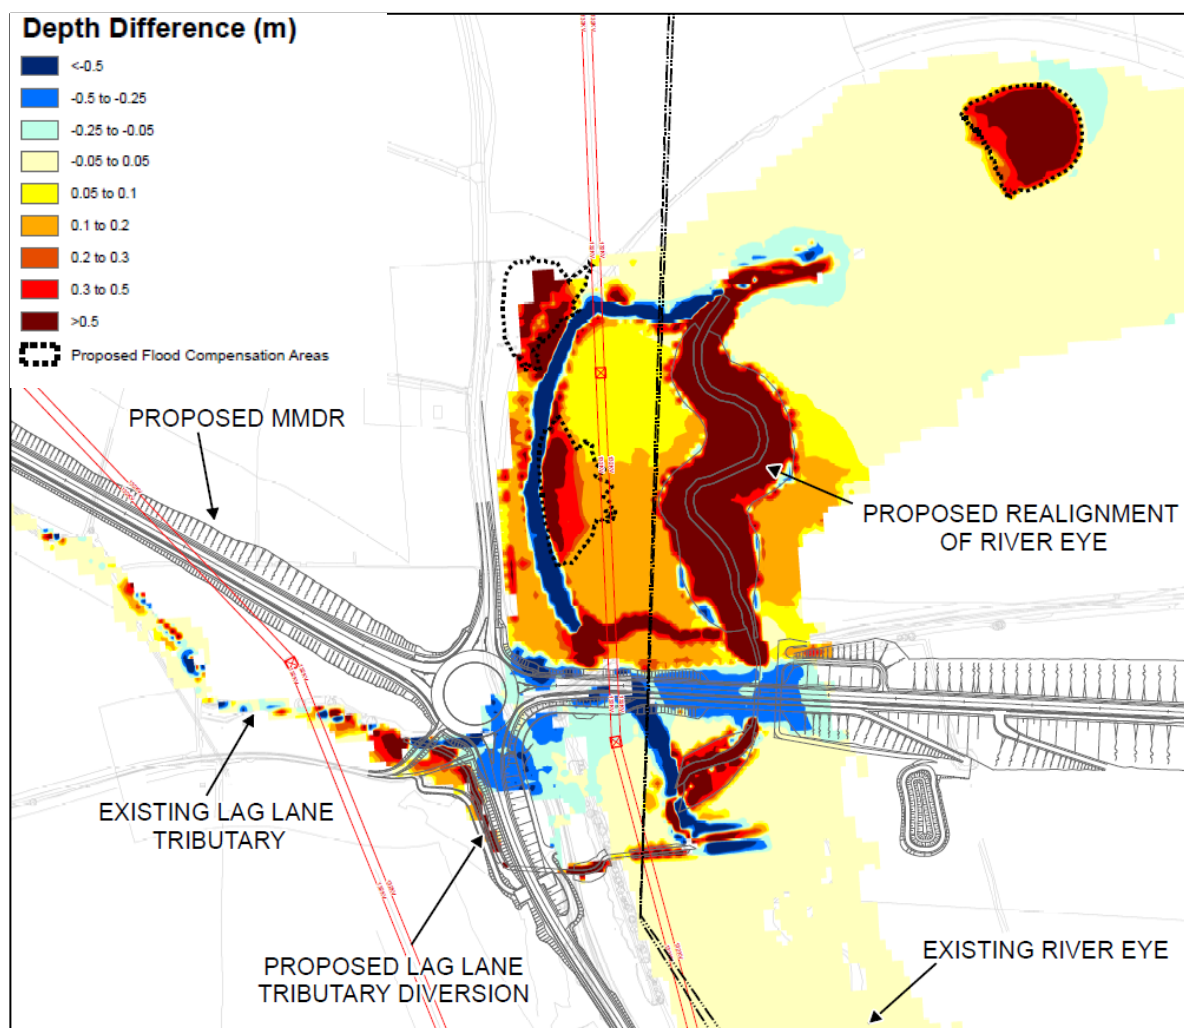 Depth Difference (m)
<-0.5
-0.5 to -0.25
-0.25 to -0.05
-0.05 to 0.05
0.05 to 0.1
0.1 to 0.2
0.2 to 0.3
0.3 to 0.5
>0.5
Proposed Flood Compensation Areas
PROPOSED MMDR
PROPOSED REALIGNMENT
OF RIVER EYE
EXISTING LAG LANE
TRIBUTARY
PROPOSED LAG LANE
TRIBUTARY DIVERSION
EXISTING RIVER EYE